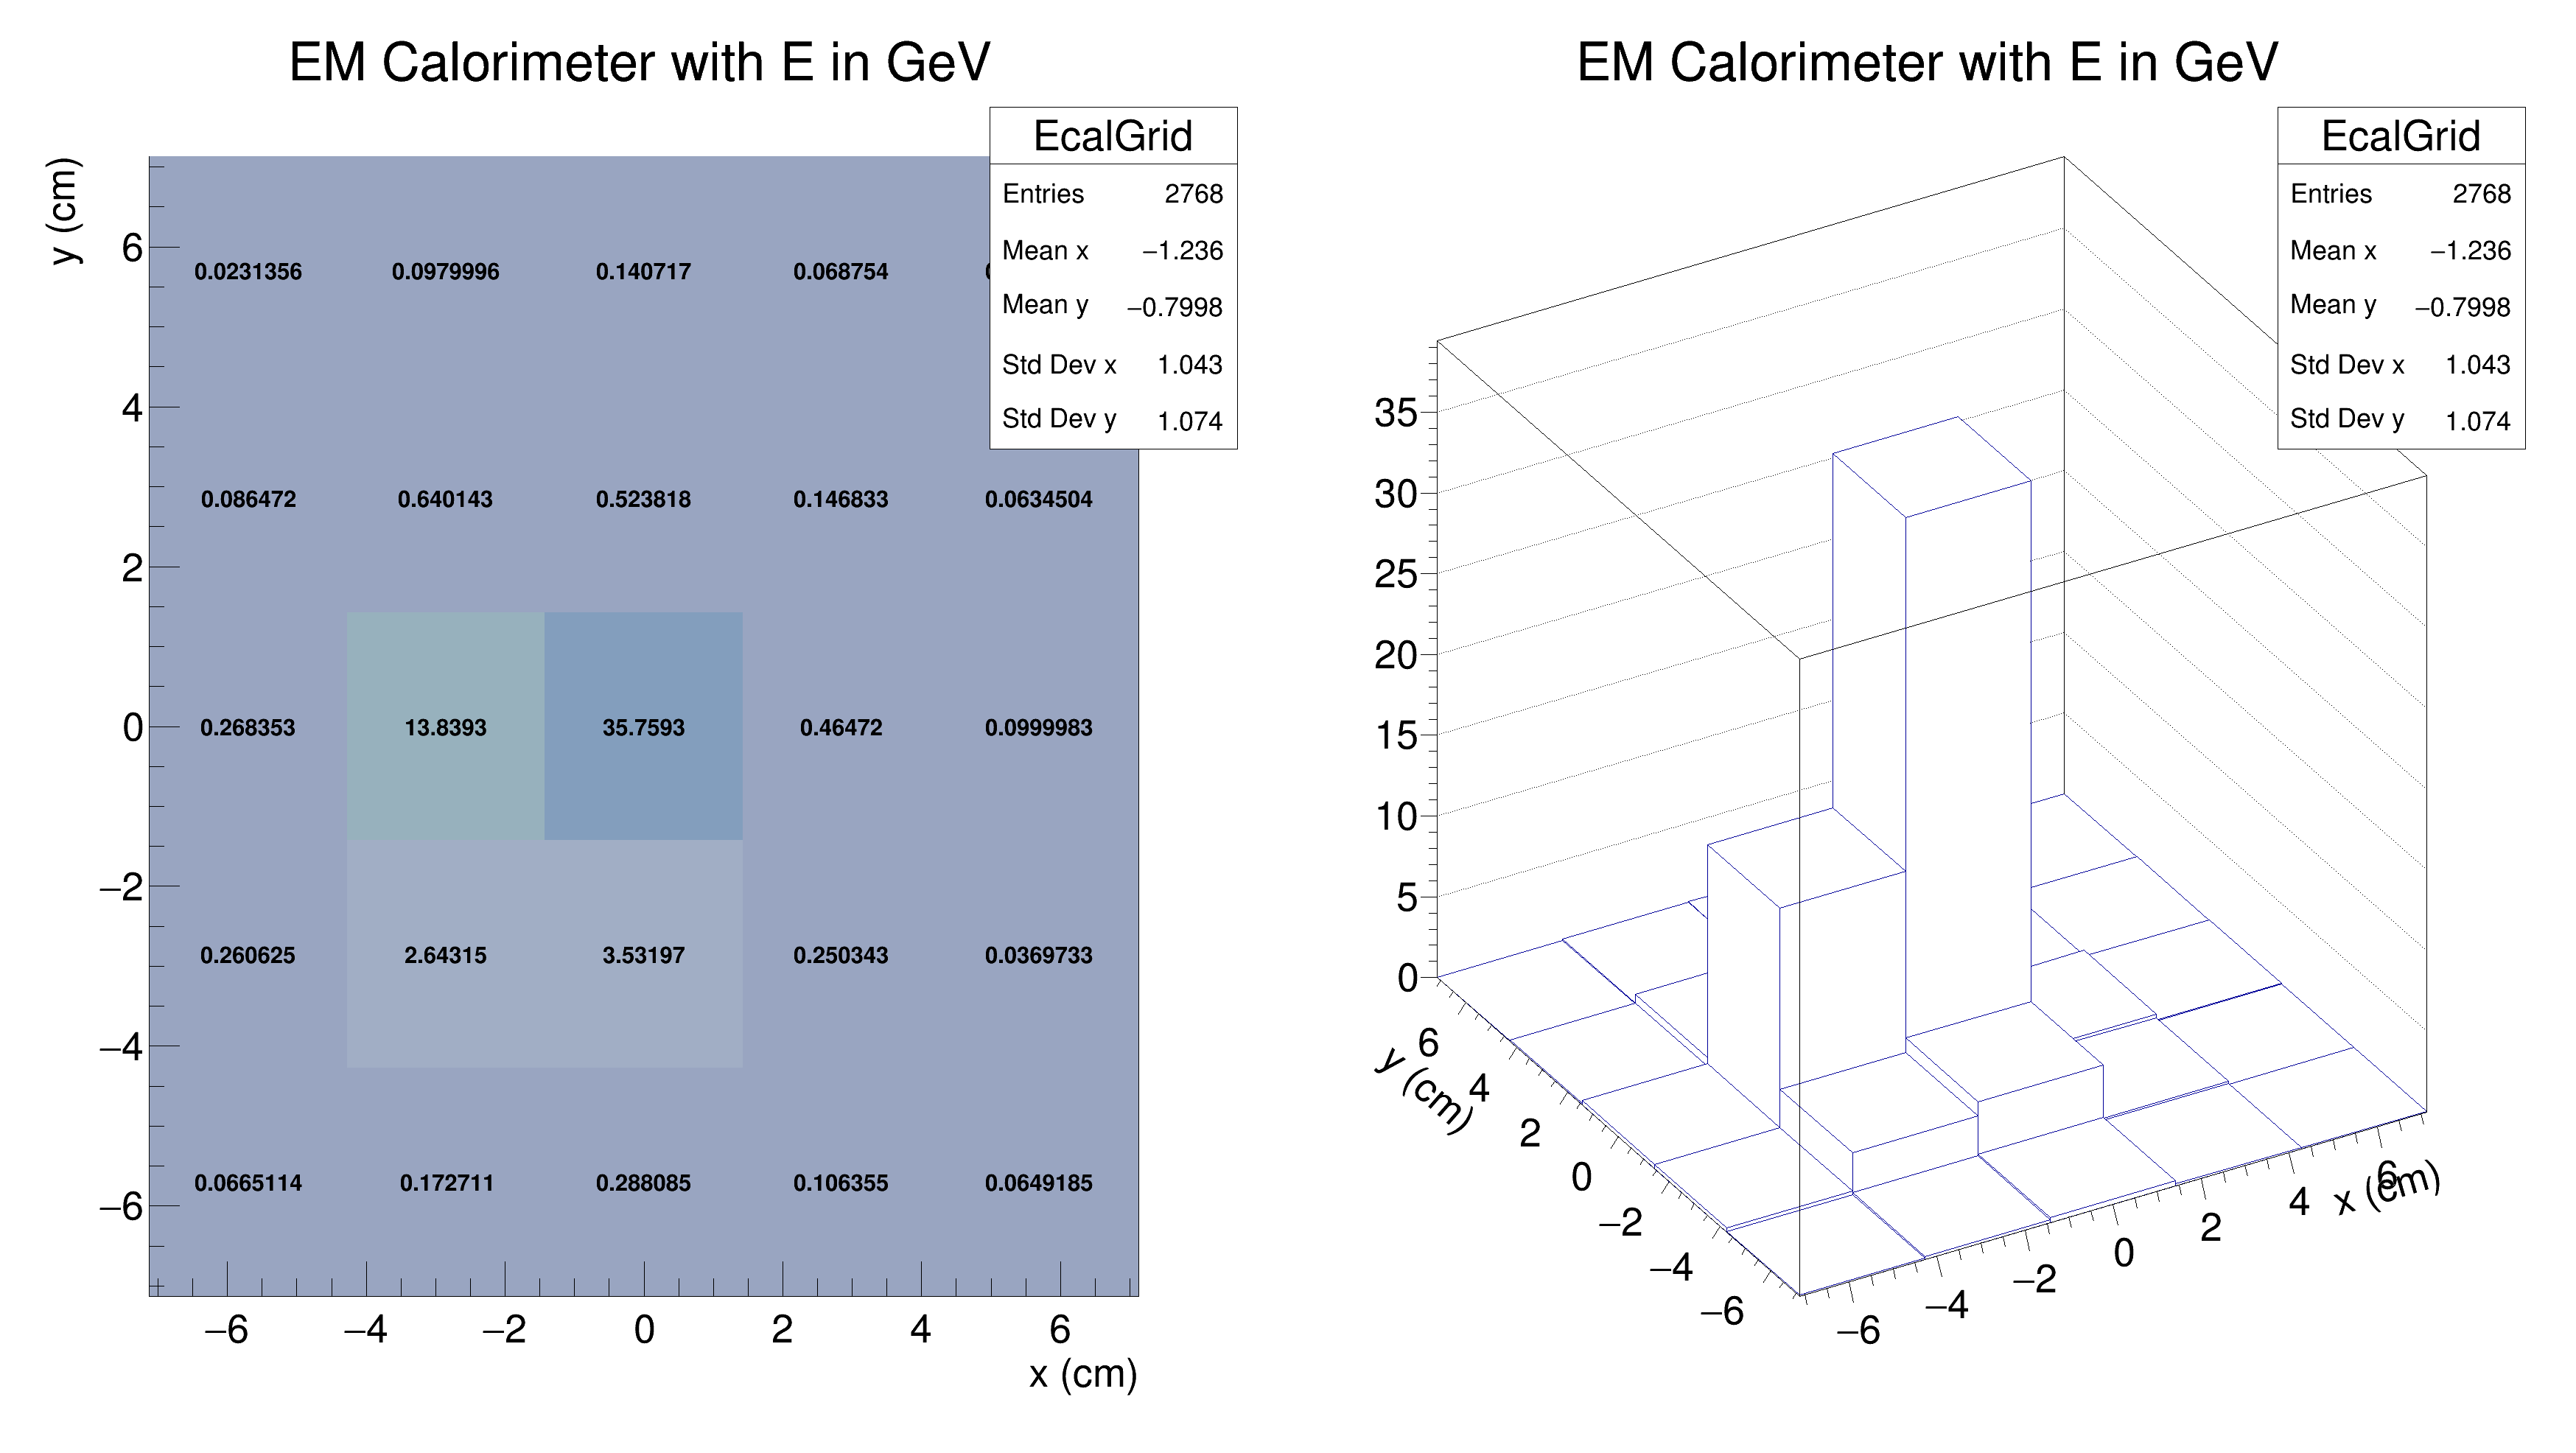 EM Calorimeter with E in GeV
EcalGrid
Entries 2768
Mean x −1.236
Mean y −0.7998
Std Dev x 1.043
Std Dev y 1.074
y (cm)
6
4
2
0
−2
−4
−6
0.0231356 0.0979996 0.140717 0.068754
0.086472 0.640143 0.523818 0.146833 0.0634504
0.268353 13.8393 35.7593 0.46472 0.0999983
0.260625 2.64315 3.53197 0.250343 0.0369733
0.0665114 0.172711 0.288085 0.106355 0.0649185
−6 −4 −2 0 2 4 6
x (cm)
EM Calorimeter with E in GeV
EcalGrid
Entries 2768
Mean x −1.236
Mean y −0.7998
Std Dev x 1.043
Std Dev y 1.074
35
30
25
20
15
10
5
0
y (cm)
6
4
2
0
−2
−4
−6
−6
−4
−2
0
2
4
6
x (cm)